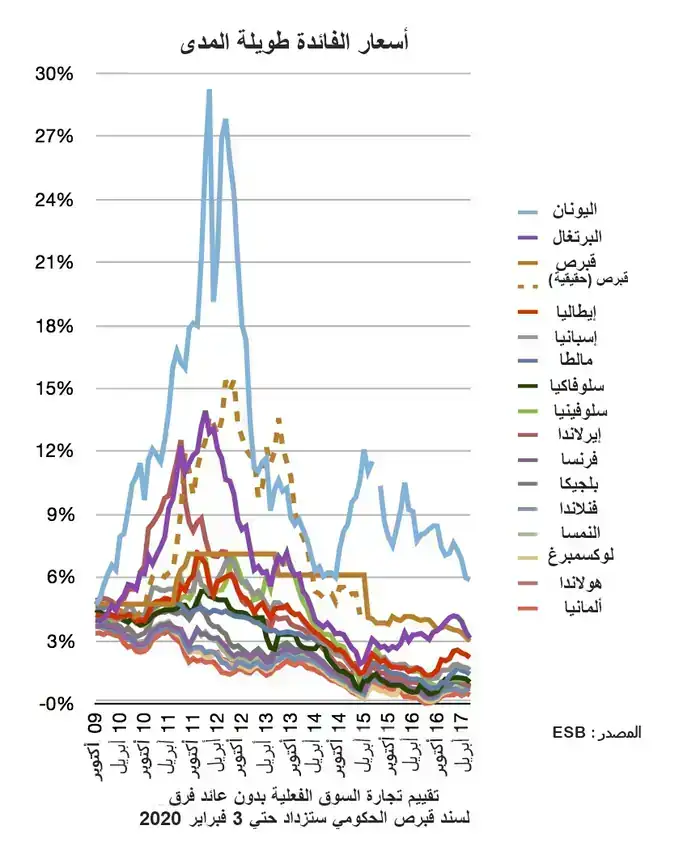 أسعار الفائدة طويلة المدى
30%
27%
24%
21%
18%
15%
12%
9%
6%
3%
-0%
اليونان
البرتغال
قبرص
قبرص (حقيقية)
إيطاليا
إسبانيا
مالطا
سلوفاكيا
سلوفينيا
إيرلاندا
فرنسا
بلجيكا
فنلاندا
النمسا
لوكسمبرغ
هولاندا
ألمانيا
أكتوبر 09
أبريل 10
أكتوبر 10
أبريل 11
أكتوبر 11
أبريل 12
أكتوبر 12
أبريل 13
أكتوبر 13
أبريل 14
أكتوبر 14
أبريل 15
أكتوبر 15
أبريل 16
أكتوبر 16
أبريل 17
المصدر: ESB
تقييم تجارة السوق الفعلية بدون عائد فرق
لسند قبرص الحكومي ستزداد حتي 3 فبراير 2020